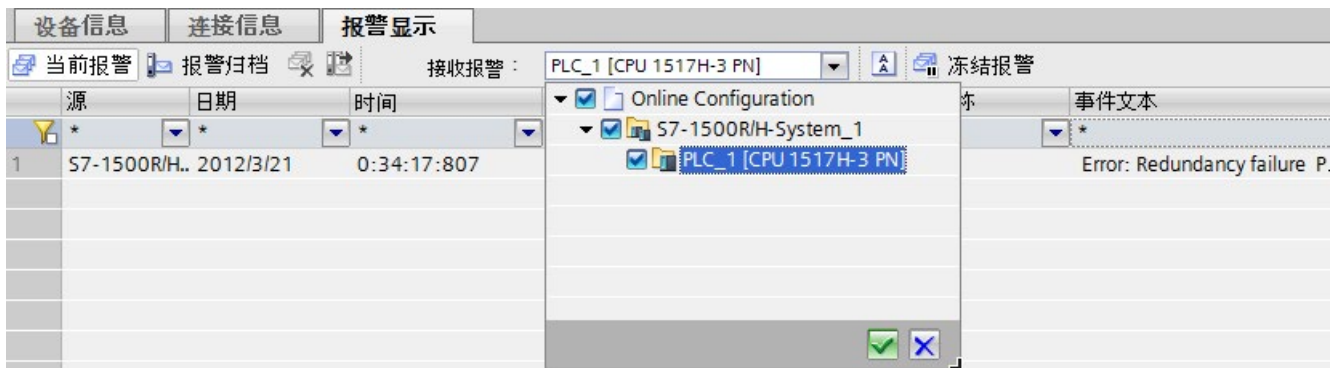 设备信息 连接信息 报警显示
当前报警 报警归档 接收报警： PLC_1 [CPU 1517H-3 PN] 冻结报警
源 日期 时间 事件文本
* * * *
1 S7-1500R/H.. 2012/3/21 0:34:17:807 Error: Redundancy failure P.
Online Configuration
S7-1500R/H-System_1
PLC_1 [CPU 1517H-3 PN]